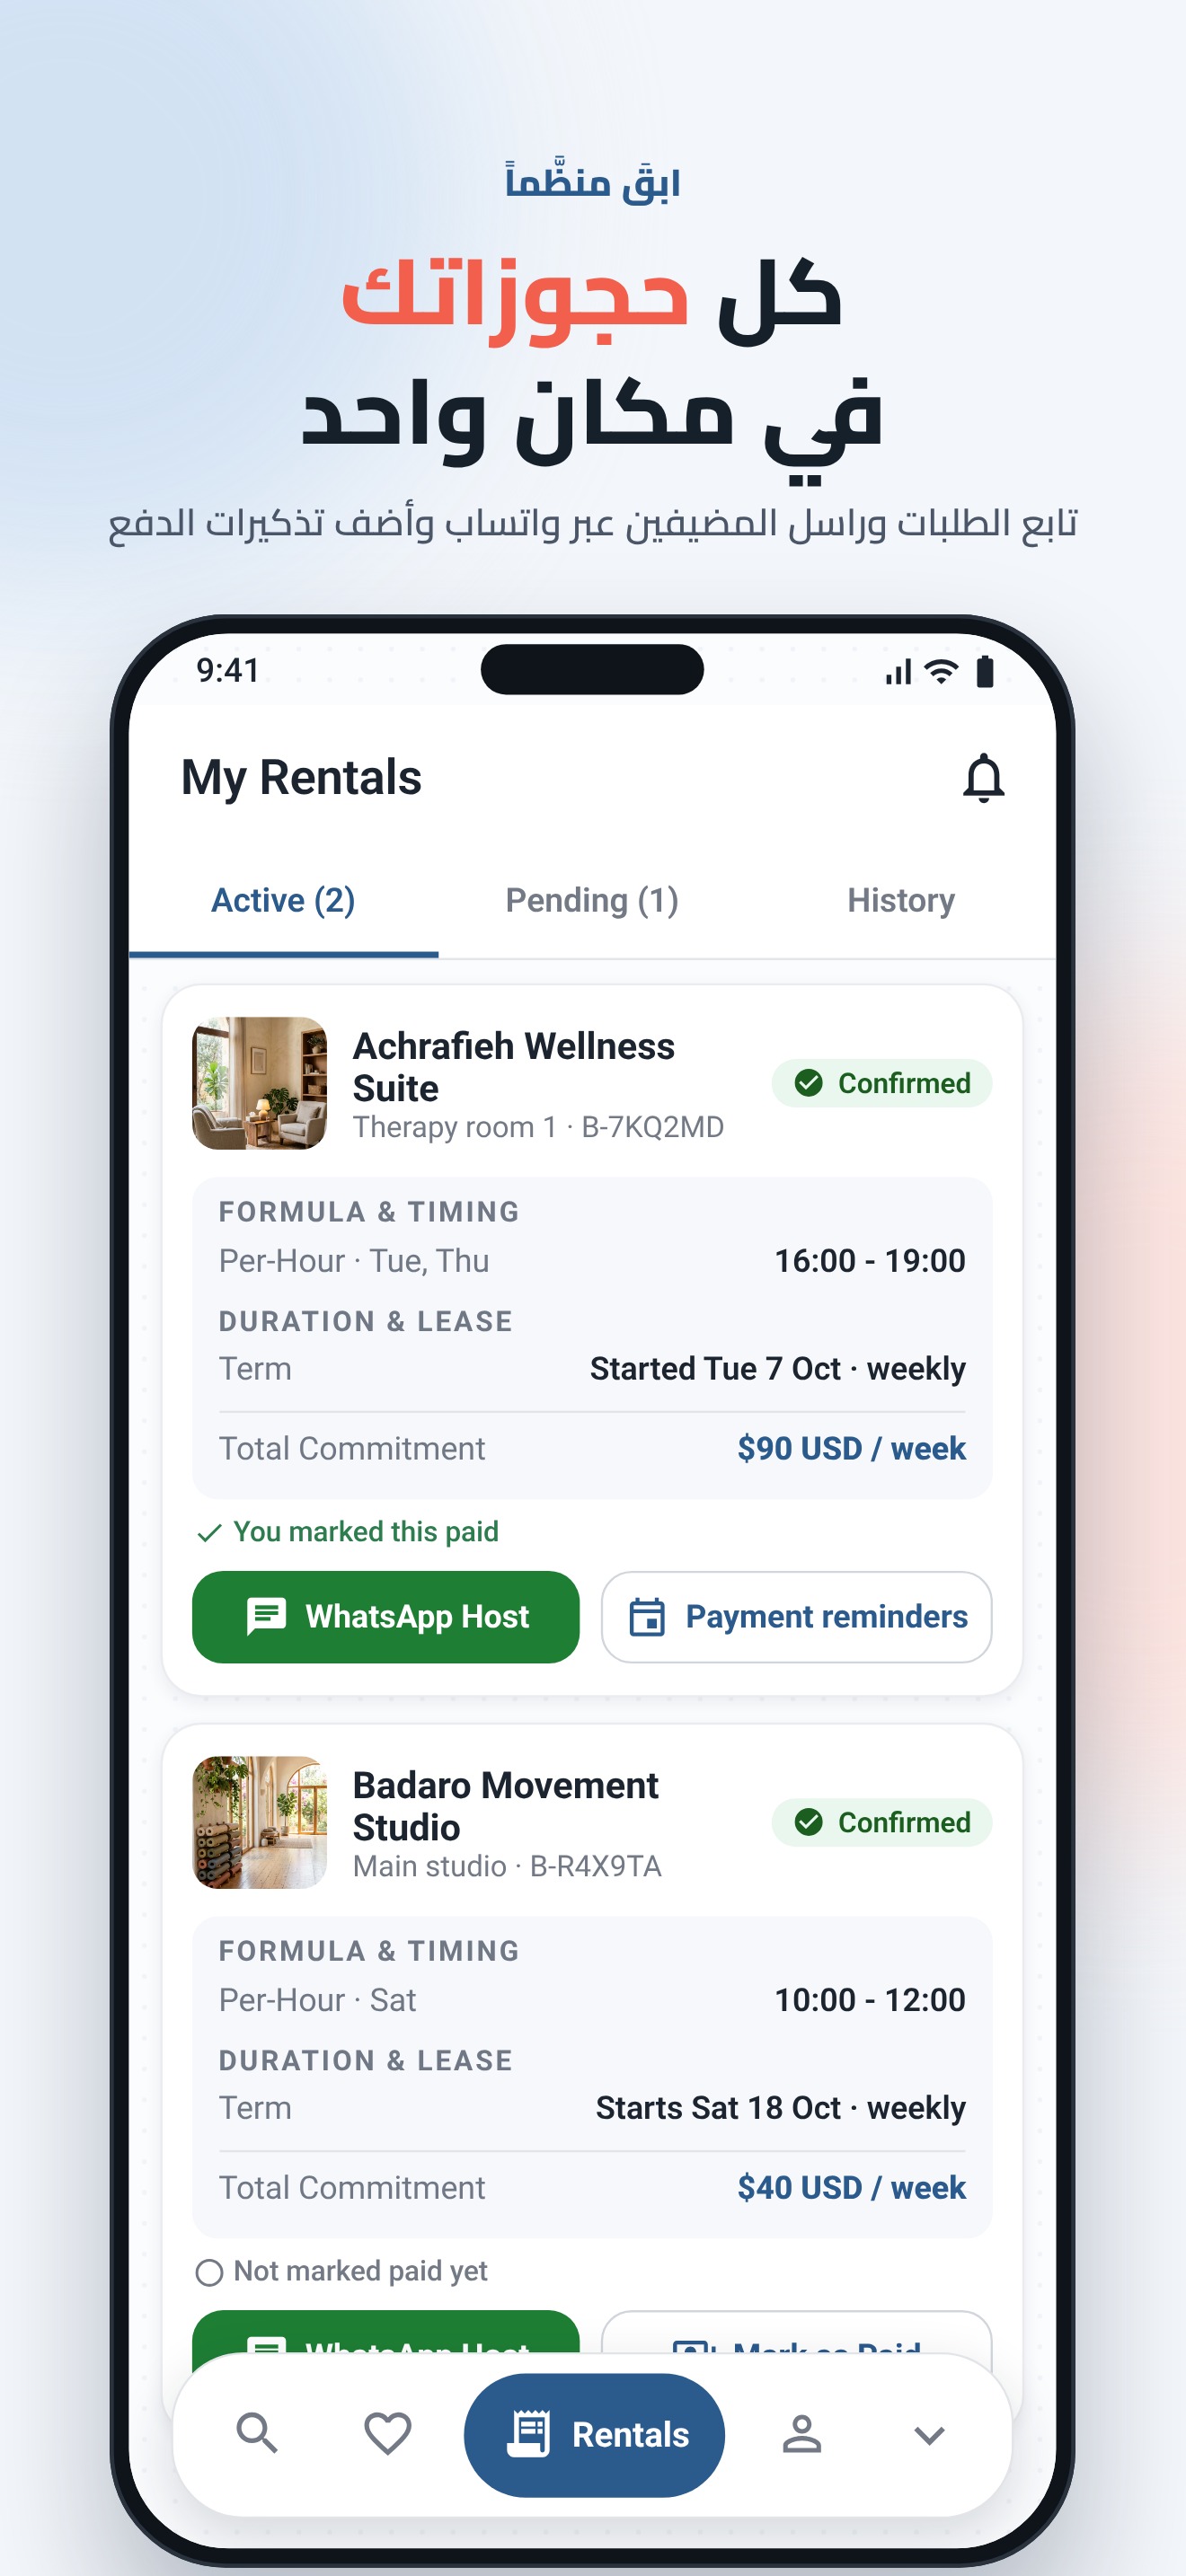 ابقَ منظَّماً
كل حجوزاتك
في مكان واحد
تابع الطلبات وراسل المضيفين عبر واتساب وأضف تذكيرات الدفع
9:41
My Rentals
Active (2) Pending (1) History
Achrafieh Wellness
Suite
Confirmed
Therapy room 1 · B-7KQ2MD
FORMULA & TIMING
Per-Hour · Tue, Thu 16:00 - 19:00
DURATION & LEASE
Term Started Tue 7 Oct · weekly
Total Commitment $90 USD / week
You marked this paid
WhatsApp Host Payment reminders
Badaro Movement
Studio
Confirmed
Main studio · B-R4X9TA
FORMULA & TIMING
Per-Hour · Sat 10:00 - 12:00
DURATION & LEASE
Term Starts Sat 18 Oct · weekly
Total Commitment $40 USD / week
Not marked paid yet
WhatsApp Host Mark as Paid
Rentals